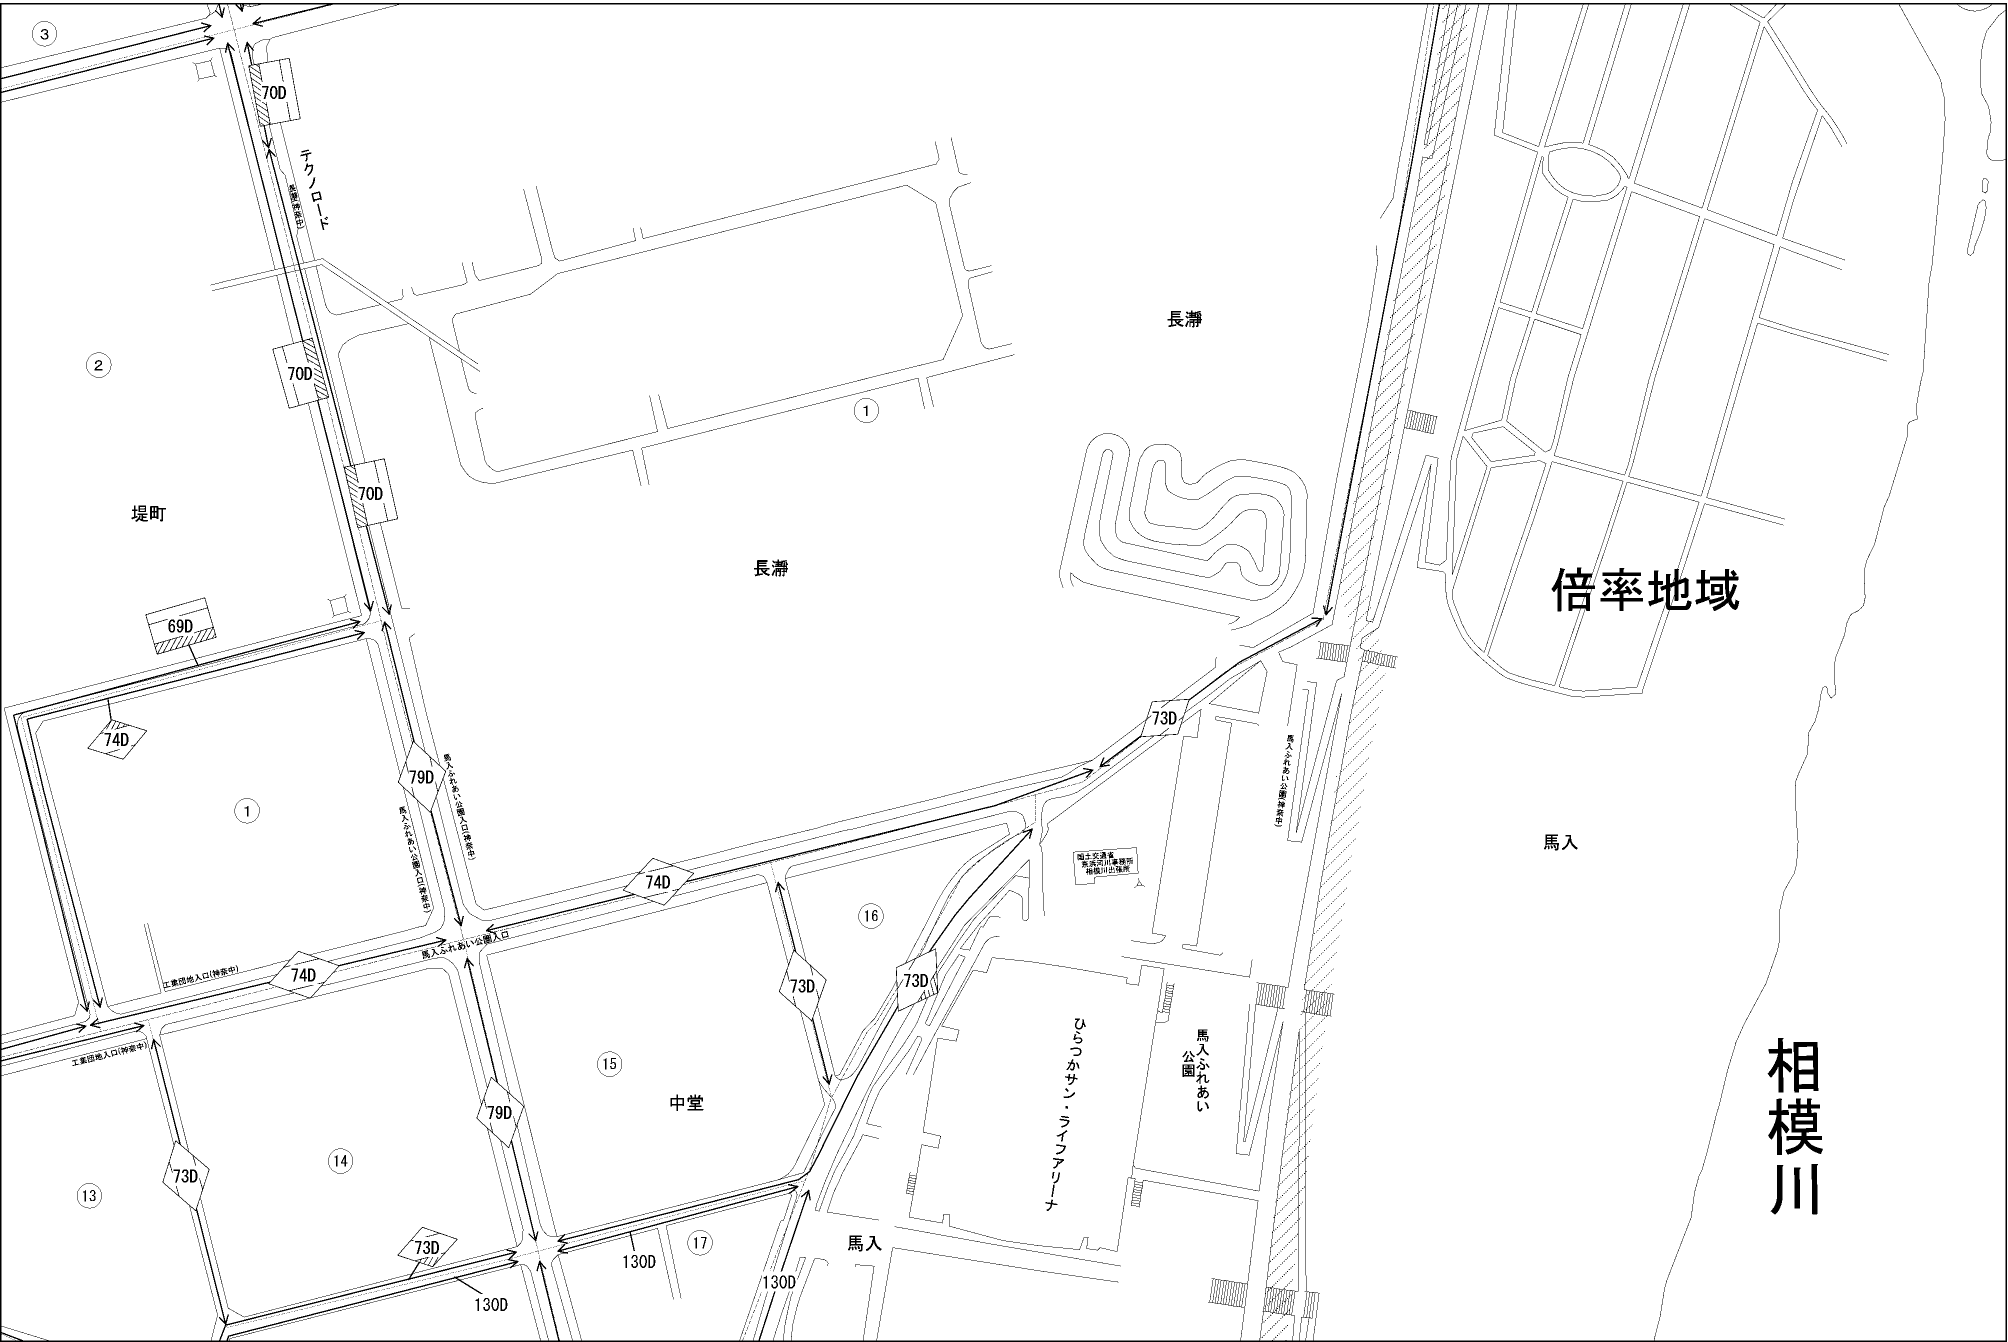 3
70D
テクノロード
長瀞(神奈中)
2
70D
長瀞
1
70D
堤町
長瀞
倍率地域
69D
73D
74D
79D
馬入ふれあい公園入口(神奈中)
馬入ふれあい公園(神奈中)
1
馬入ふれあい公園入口(神奈中)
馬入
国土交通省
京浜河川事務所
相模川出張所
74D
16
馬入ふれあい公園入口
工業団地入口(神奈中)
74D
73D
73D
ひらつかサン・ライフアリーナ
馬入ふれあい
公園
工業団地入口(神奈中)
相模川
15
中堂
79D
14
73D
13
17
馬入
73D
130D
130D
130D